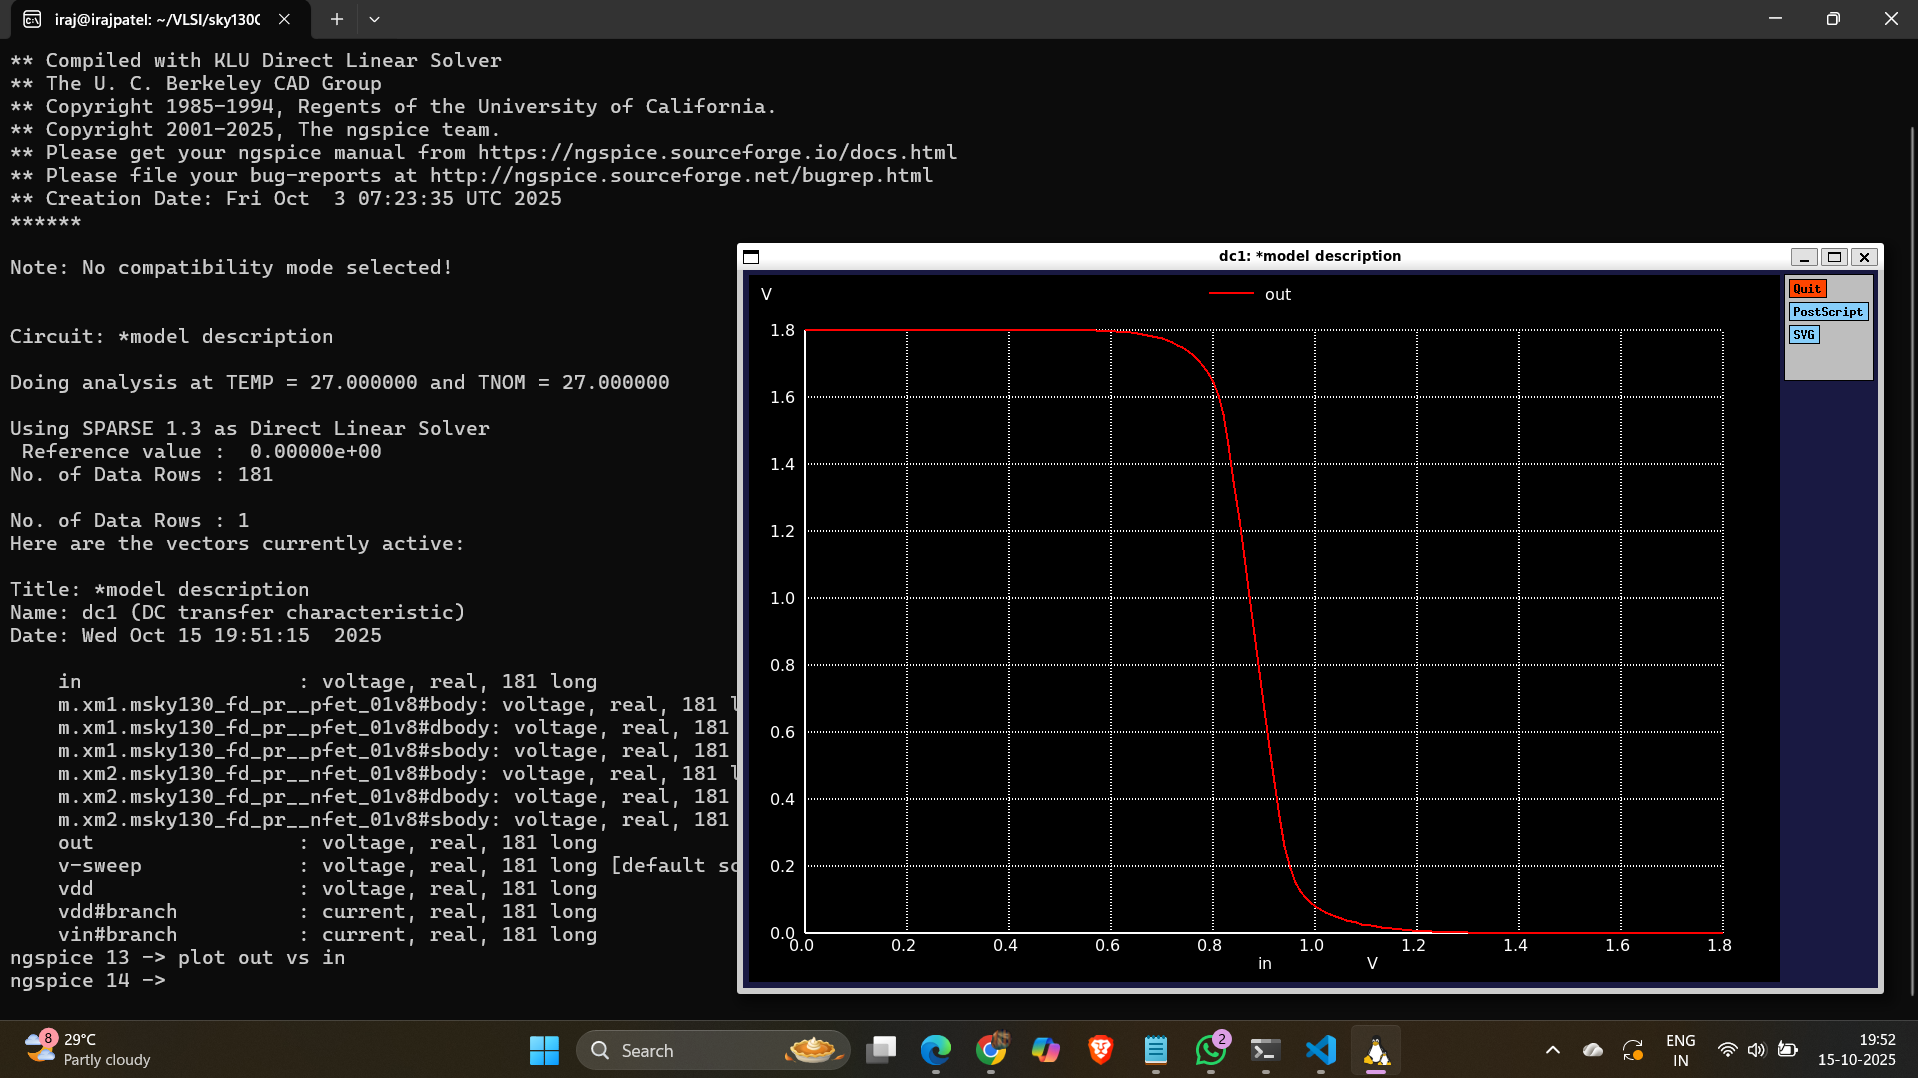 iraj@irajpatel: ~/VLSI/sky130C
** Compiled with KLU Direct Linear Solver
** The U. C. Berkeley CAD Group
** Copyright 1985-1994, Regents of the University of California.
** Copyright 2001-2025, The ngspice team.
** Please get your ngspice manual from https://ngspice.sourceforge.io/docs.html
** Please file your bug-reports at http://ngspice.sourceforge.net/bugrep.html
** Creation Date: Fri Oct  3 07:23:35 UTC 2025
******
Note: No compatibility mode selected!
Circuit: *model description
Doing analysis at TEMP = 27.000000 and TNOM = 27.000000
Using SPARSE 1.3 as Direct Linear Solver
Reference value :  0.00000e+00
No. of Data Rows : 181
No. of Data Rows : 1
Here are the vectors currently active:
Title: *model description
Name: dc1 (DC transfer characteristic)
Date: Wed Oct 15 19:51:15  2025
in                  : voltage, real, 181 long
m.xm1.msky130_fd_pr__pfet_01v8#body: voltage, real, 181 l
m.xm1.msky130_fd_pr__pfet_01v8#dbody: voltage, real, 181
m.xm1.msky130_fd_pr__pfet_01v8#sbody: voltage, real, 181
m.xm2.msky130_fd_pr__nfet_01v8#body: voltage, real, 181 l
m.xm2.msky130_fd_pr__nfet_01v8#dbody: voltage, real, 181
m.xm2.msky130_fd_pr__nfet_01v8#sbody: voltage, real, 181
out                 : voltage, real, 181 long
v-sweep             : voltage, real, 181 long [default sc
vdd                 : voltage, real, 181 long
vdd#branch          : current, real, 181 long
vin#branch          : current, real, 181 long
ngspice 13 -> plot out vs in
ngspice 14 ->
dc1: *model description
V
out
Quit
PostScript
SVG
1.8
1.6
1.4
1.2
1.0
0.8
0.6
0.4
0.2
0.0
0.0 0.2 0.4 0.6 0.8 1.0 1.2 1.4 1.6 1.8
in V
8
29°C
Partly cloudy
Search
2
ENG
IN
19:52
15-10-2025